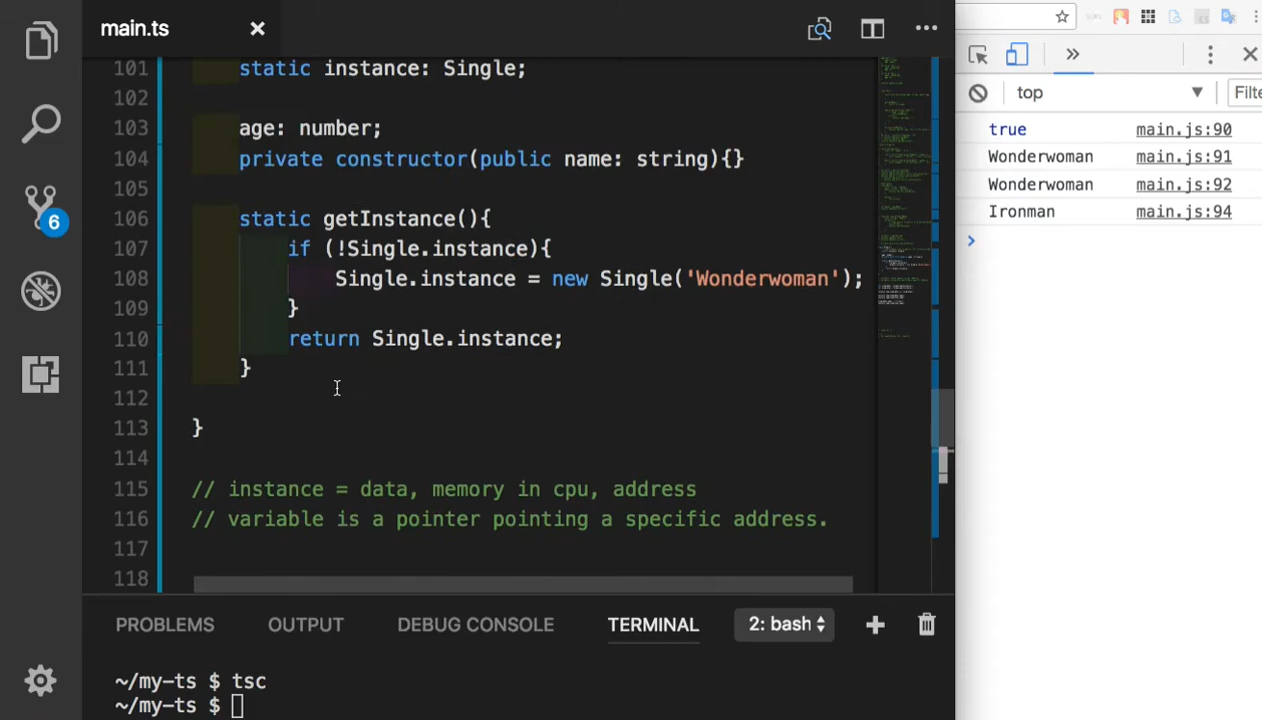 main.ts
101 static instance: Single;
102
103 age: number;
104 private constructor(public name: string){}
105
106 static getInstance(){
107 if (!Single.instance){
108 Single.instance = new Single('Wonderwoman');
109 }
110 return Single.instance;
111 }
112
113 }
114
115 // instance = data, memory in cpu, address
116 // variable is a pointer pointing a specific address.
117
118
6
PROBLEMS OUTPUT DEBUG CONSOLE TERMINAL 2: bash
~/my-ts $ tsc
~/my-ts $
top Filte
true main.js:90
Wonderwoman main.js:91
Wonderwoman main.js:92
Ironman main.js:94